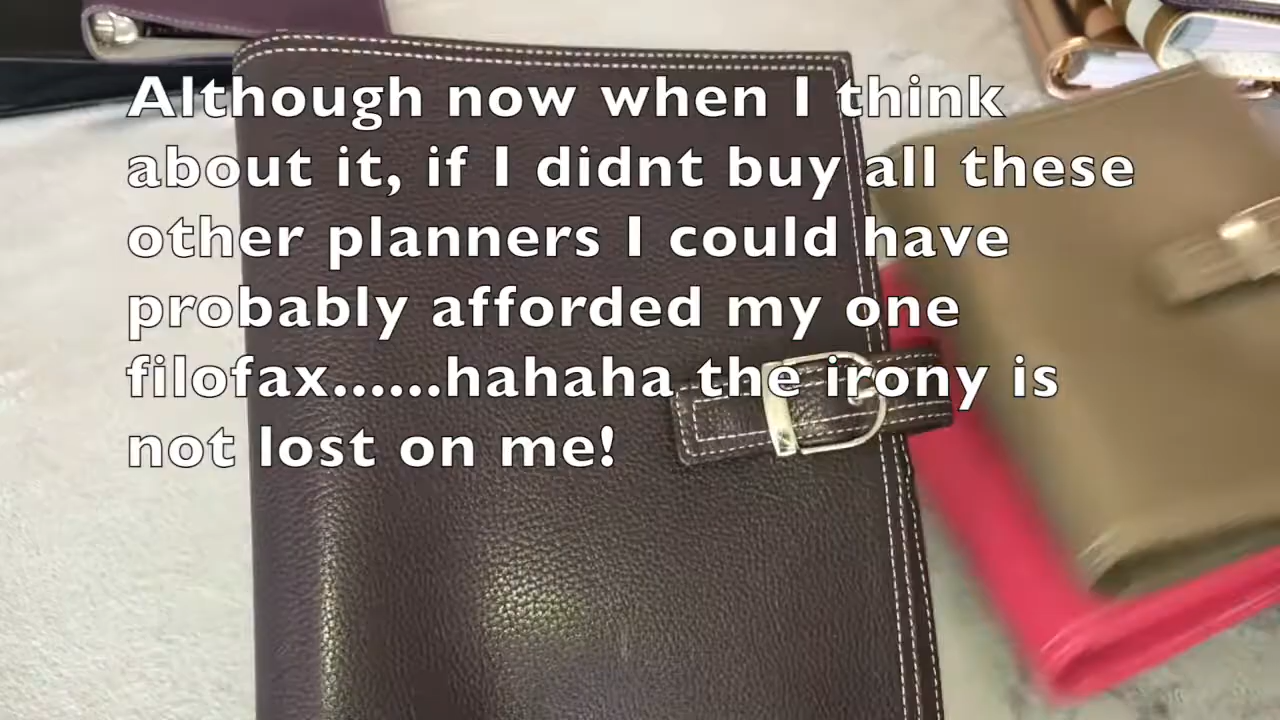 Although now when I think
about it, if I didnt buy all these
other planners I could have
probably afforded my one
filofax......hahaha the irony is
not lost on me!